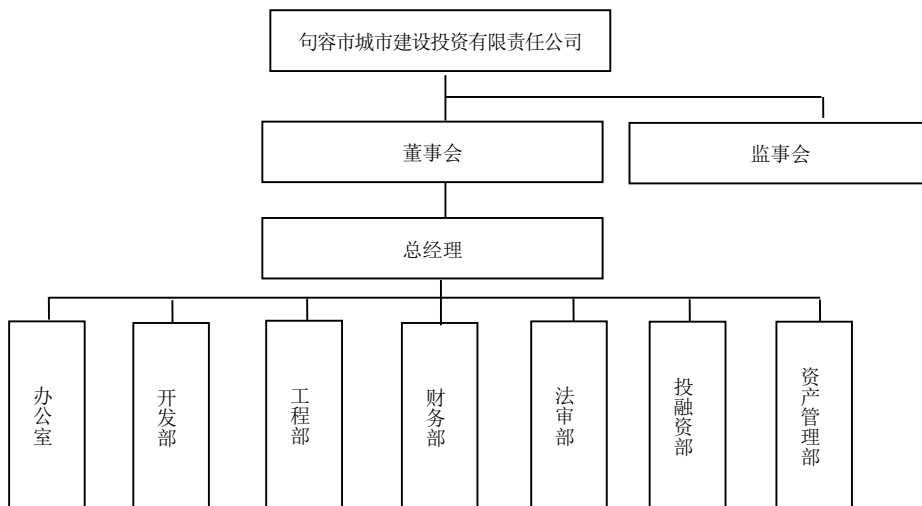 句容市城市建设投资有限责任公司
董事会
监事会
总经理
办公室
开发部
工程部
财务部
法审部
投融资部
资产管理部